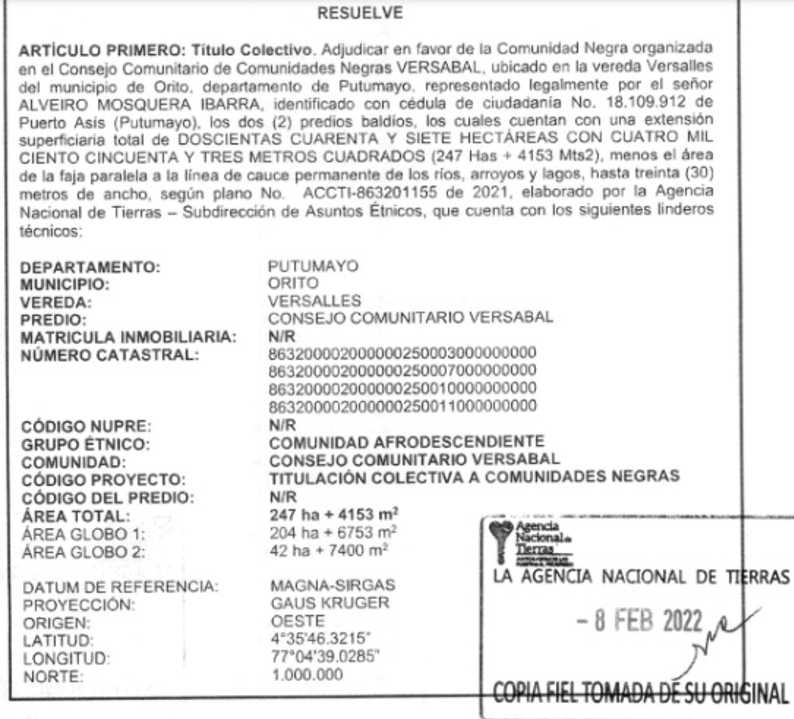 RESUELVE
ARTÍCULO PRIMERO: Título Colectivo. Adjudicar en favor de la Comunidad Negra organizada
en el Consejo Comunitario de Comunidades Negras VERSABAL, ubicado en la vereda Versalles
del municipio de Orito, departamento de Putumayo, representado legalmente por el señor
ALVEIRO MOSQUERA IBARRA, identificado con cédula de ciudadanía No. 18.109.912 de
Puerto Asís (Putumayo), los dos (2) predios baldíos, los cuales cuentan con una extensión
superficiaria total de DOSCIENTAS CUARENTA Y SIETE HECTÁREAS CON CUATRO MIL
CIENTO CINCUENTA Y TRES METROS CUADRADOS (247 Has + 4153 Mts2), menos el área
de la faja paralela a la línea de cauce permanente de los ríos, arroyos y lagos, hasta treinta (30)
metros de ancho, según plano No. ACCTI-863201155 de 2021, elaborado por la Agencia
Nacional de Tierras – Subdirección de Asuntos Étnicos, que cuenta con los siguientes linderos
técnicos:
DEPARTAMENTO: PUTUMAYO
MUNICIPIO: ORITO
VEREDA: VERSALLES
PREDIO: CONSEJO COMUNITARIO VERSABAL
MATRICULA INMOBILIARIA: N/R
NÚMERO CATASTRAL: 863200002000000250003000000000
863200002000000250007000000000
863200002000000250010000000000
863200002000000250011000000000
CÓDIGO NUPRE: N/R
GRUPO ÉTNICO: COMUNIDAD AFRODESCENDIENTE
COMUNIDAD: CONSEJO COMUNITARIO VERSABAL
CÓDIGO PROYECTO: TITULACIÓN COLECTIVA A COMUNIDADES NEGRAS
CÓDIGO DEL PREDIO: N/R
ÁREA TOTAL: 247 ha + 4153 m²
ÁREA GLOBO 1: 204 ha + 6753 m²
ÁREA GLOBO 2: 42 ha + 7400 m²
DATUM DE REFERENCIA: MAGNA-SIRGAS
PROYECCIÓN: GAUS KRUGER
ORIGEN: OESTE
LATITUD: 4°35'46.3215"
LONGITUD: 77°04'39.0285"
NORTE: 1.000.000
Agencia
Nacional de
Tierras
LA AGENCIA NACIONAL DE TIERRAS
- 8 FEB 2022
COPIA FIEL TOMADA DE SU ORIGINAL